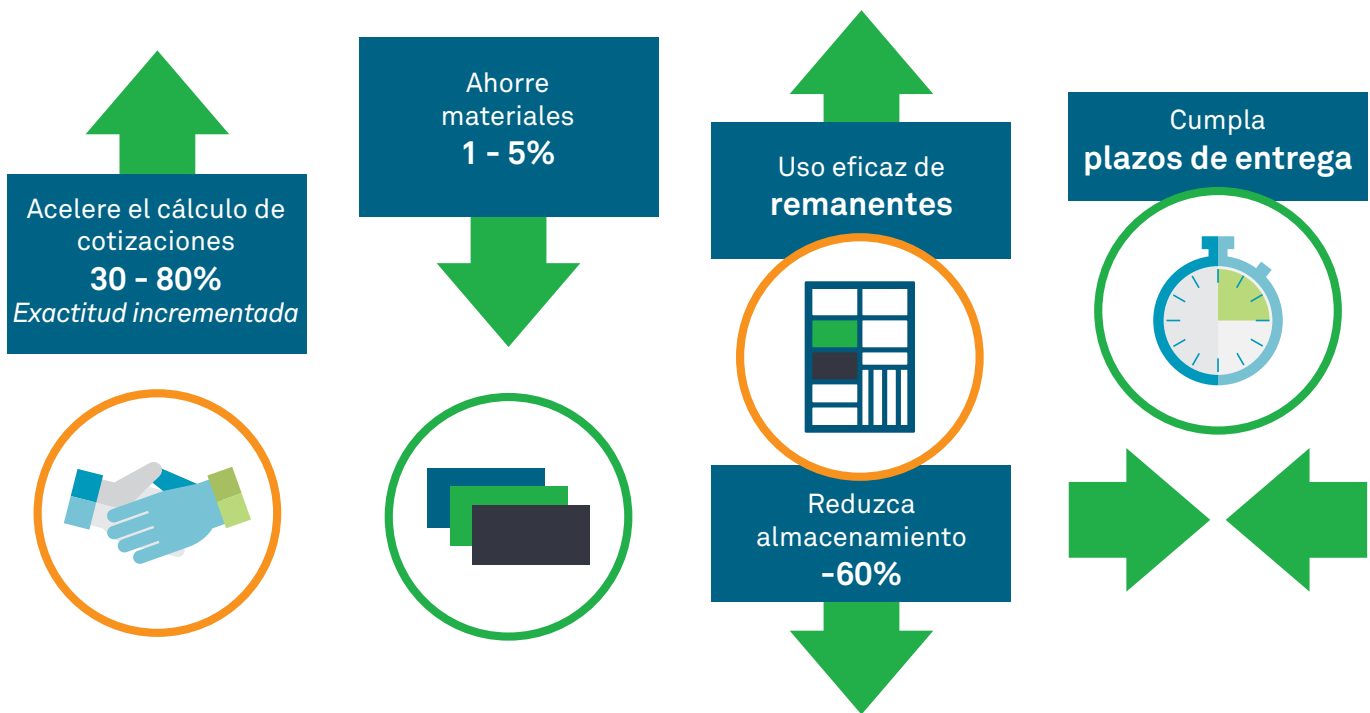 Acelere el cálculo de
cotizaciones
30 - 80%
Exactitud incrementada
Ahorre
materiales
1 - 5%
Uso eficaz de
remanentes
Reduzca
almacenamiento
-60%
Cumpla
plazos de entrega